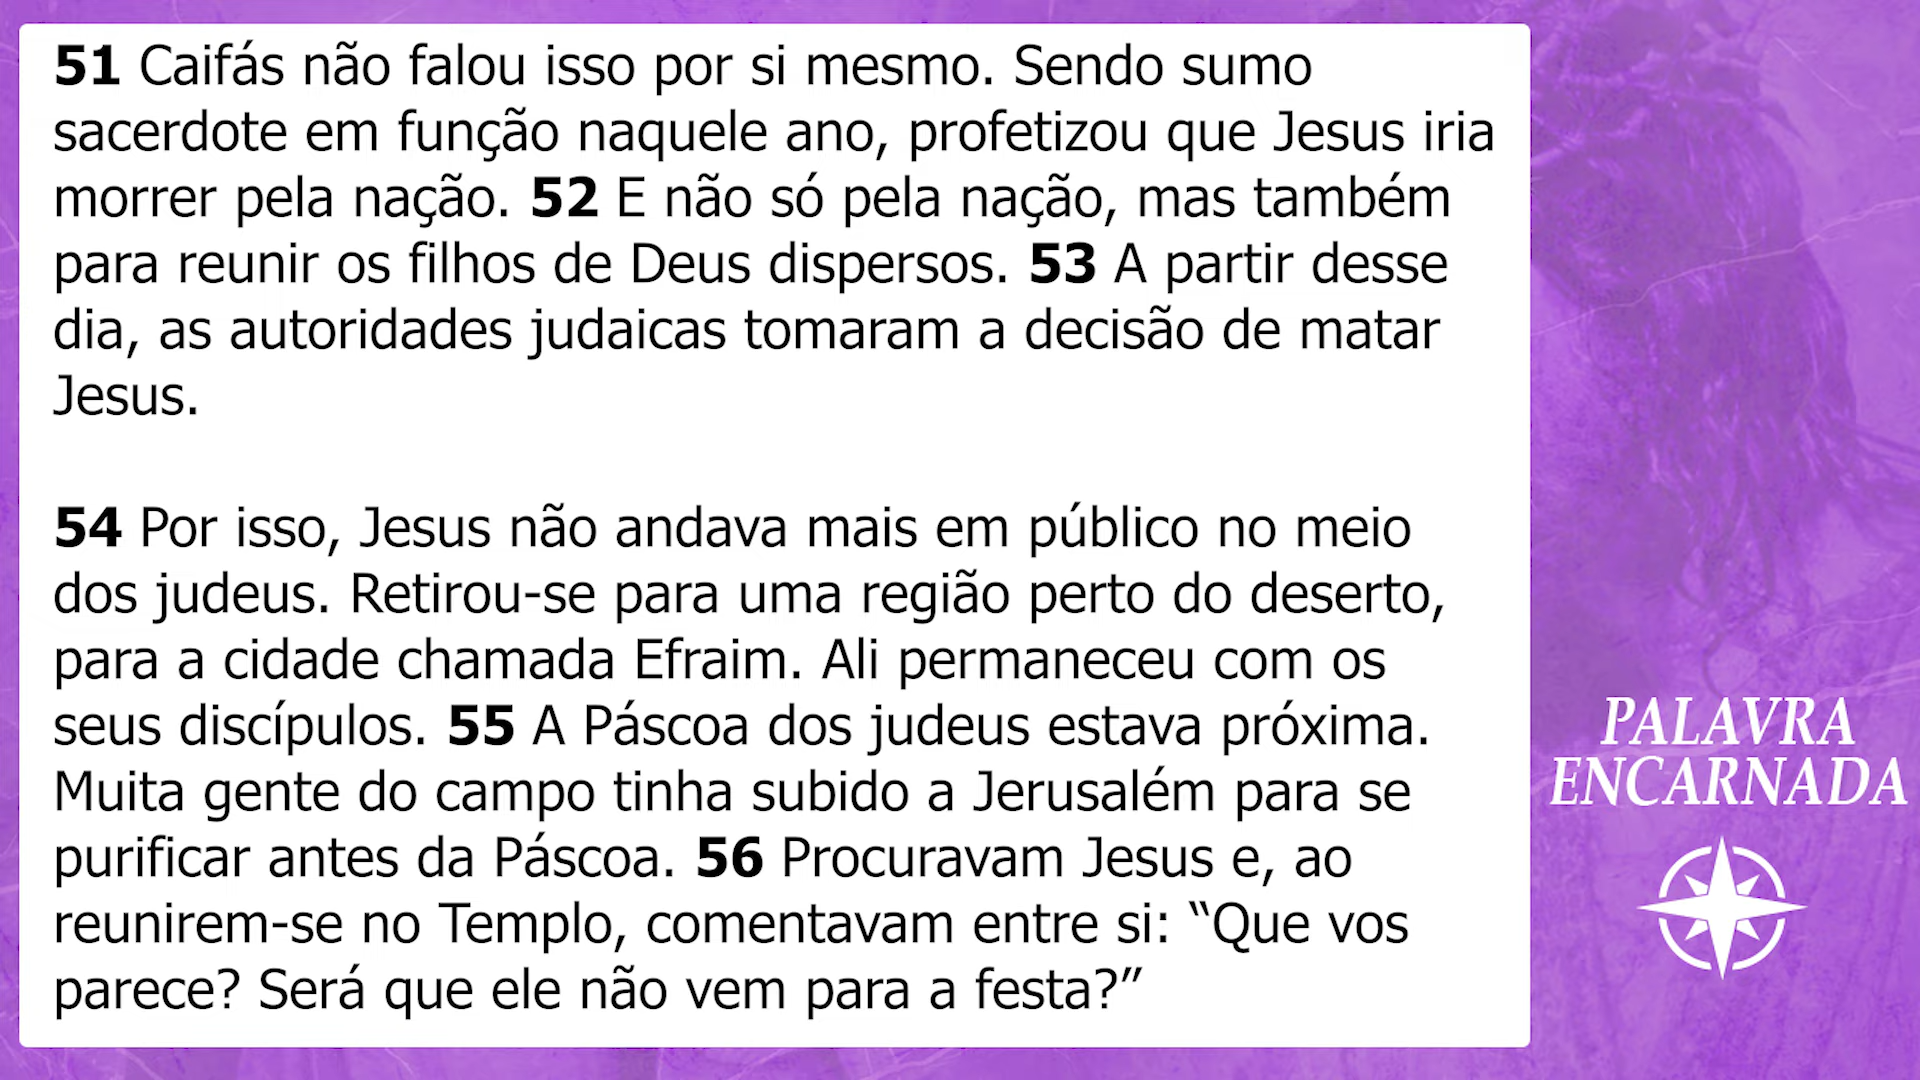 51 Caifás não falou isso por si mesmo. Sendo sumo
sacerdote em função naquele ano, profetizou que Jesus iria
morrer pela nação. 52 E não só pela nação, mas também
para reunir os filhos de Deus dispersos. 53 A partir desse
dia, as autoridades judaicas tomaram a decisão de matar
Jesus.
54 Por isso, Jesus não andava mais em público no meio
dos judeus. Retirou-se para uma região perto do deserto,
para a cidade chamada Efraim. Ali permaneceu com os
seus discípulos. 55 A Páscoa dos judeus estava próxima.
Muita gente do campo tinha subido a Jerusalém para se
purificar antes da Páscoa. 56 Procuravam Jesus e, ao
reunirem-se no Templo, comentavam entre si: “Que vos
parece? Será que ele não vem para a festa?”
PALAVRA
ENCARNADA